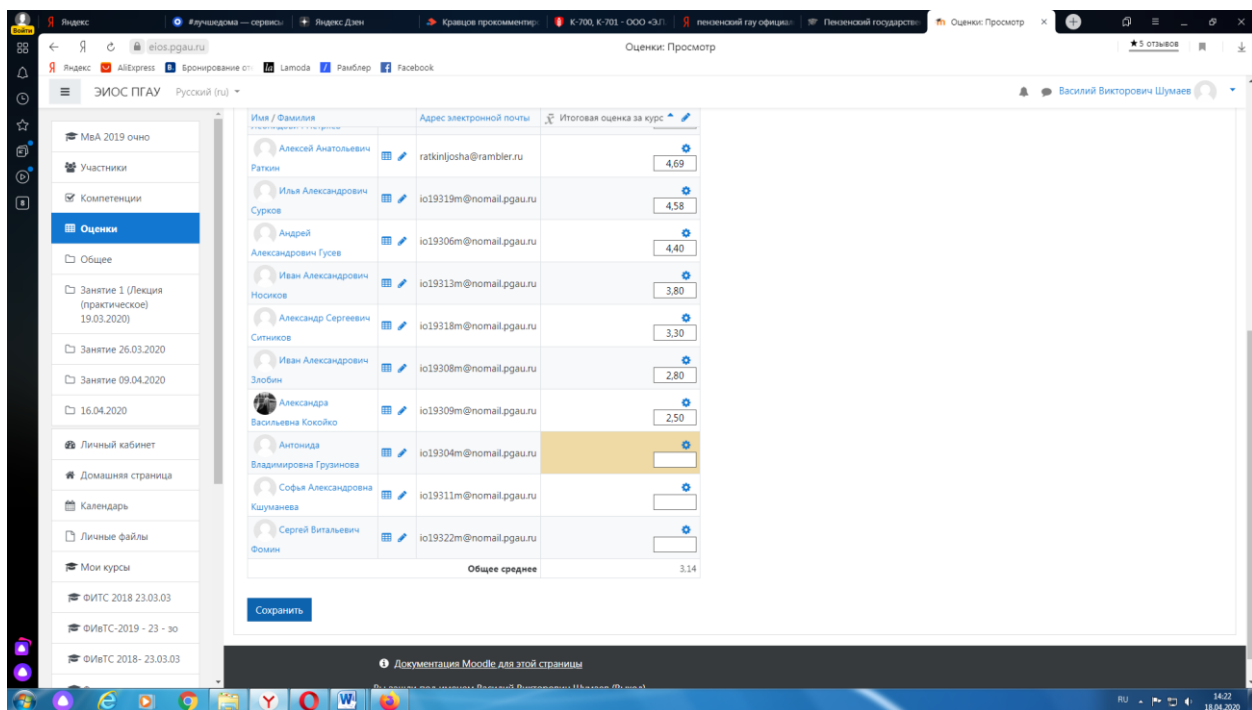 Войти
Яндекс
#лучшедома — сервисы
Яндекс Дзен
Кравцов прокомментир
К-700, К-701 - ООО «ЭЛ
пензенский гау официал
Пензенский государстве
Оценки: Просмотр
eios.pgau.ru
Оценки: Просмотр
★5 отзывов
Яндекс
AliExpress
Бронирование от
Lamoda
Рамблер
Facebook
ЭИОС ПГАУ Русский (ru)
Василий Викторович Шумаев
МвА 2019 очно
Участники
Компетенции
Оценки
Общее
Занятие 1 (Лекция
(практическое)
19.03.2020)
Занятие 26.03.2020
Занятие 09.04.2020
16.04.2020
Личный кабинет
Домашняя страница
Календарь
Личные файлы
Мои курсы
ФИТС 2018 23.03.03
ФИвТС-2019 - 23 - зо
ФИвТС 2018- 23.03.03
Имя / Фамилия Адрес электронной почты x̄ Итоговая оценка за курс
Алексей Анатольевич
Раткин
ratkinljosha@rambler.ru
4,69
Илья Александрович
Сурков
io19319m@nomail.pgau.ru
4,58
Андрей
Александрович Гусев
io19306m@nomail.pgau.ru
4,40
Иван Александрович
Носиков
io19313m@nomail.pgau.ru
3,80
Александр Сергеевич
Ситников
io19318m@nomail.pgau.ru
3,30
Иван Александрович
Злобин
io19308m@nomail.pgau.ru
2,80
Александра
Васильевна Кокойко
io19309m@nomail.pgau.ru
2,50
Антонида
Владимировна Грузинова
io19304m@nomail.pgau.ru
Софья Александровна
Кшуманева
io19311m@nomail.pgau.ru
Сергей Витальевич
Фомин
io19322m@nomail.pgau.ru
Общее среднее 3,14
Сохранить
Документация Moodle для этой страницы
Вы зашли под именем Василий Викторович Шумаев (Выход)
RU
14:22
18.04.2020